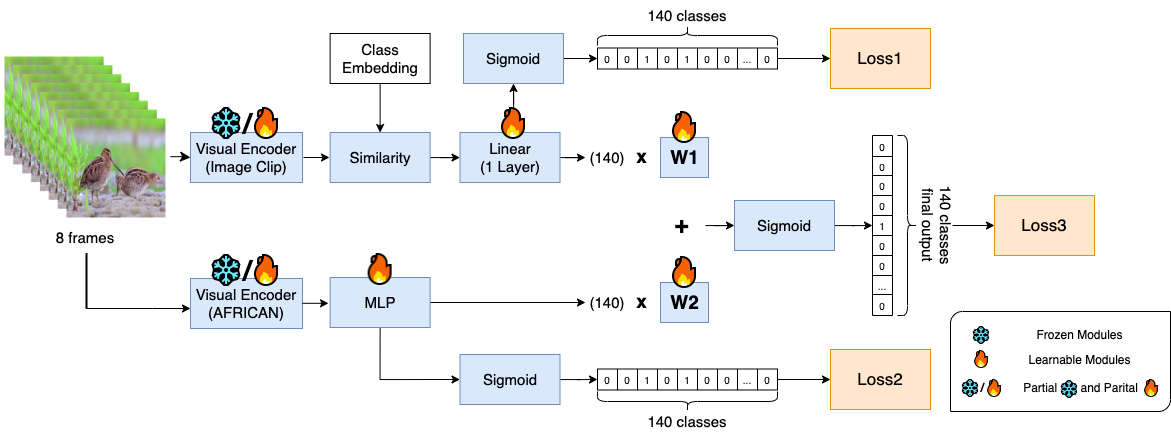 140 classes
Class
Embedding
Sigmoid
0 0 1 0 1 0 0 ... 0
Loss1
/
Visual Encoder
(Image Clip)
Similarity
Linear
(1 Layer)
(140) x W1
8 frames
+
Sigmoid
0
0
0
0
1
0
0
...
0
140 classes
final output
Loss3
/
Visual Encoder
(AFRICAN)
MLP
(140) x W2
Sigmoid
0 0 1 0 1 0 0 ... 0
Loss2
140 classes
Frozen Modules
Learnable Modules
/ Partial and Parital